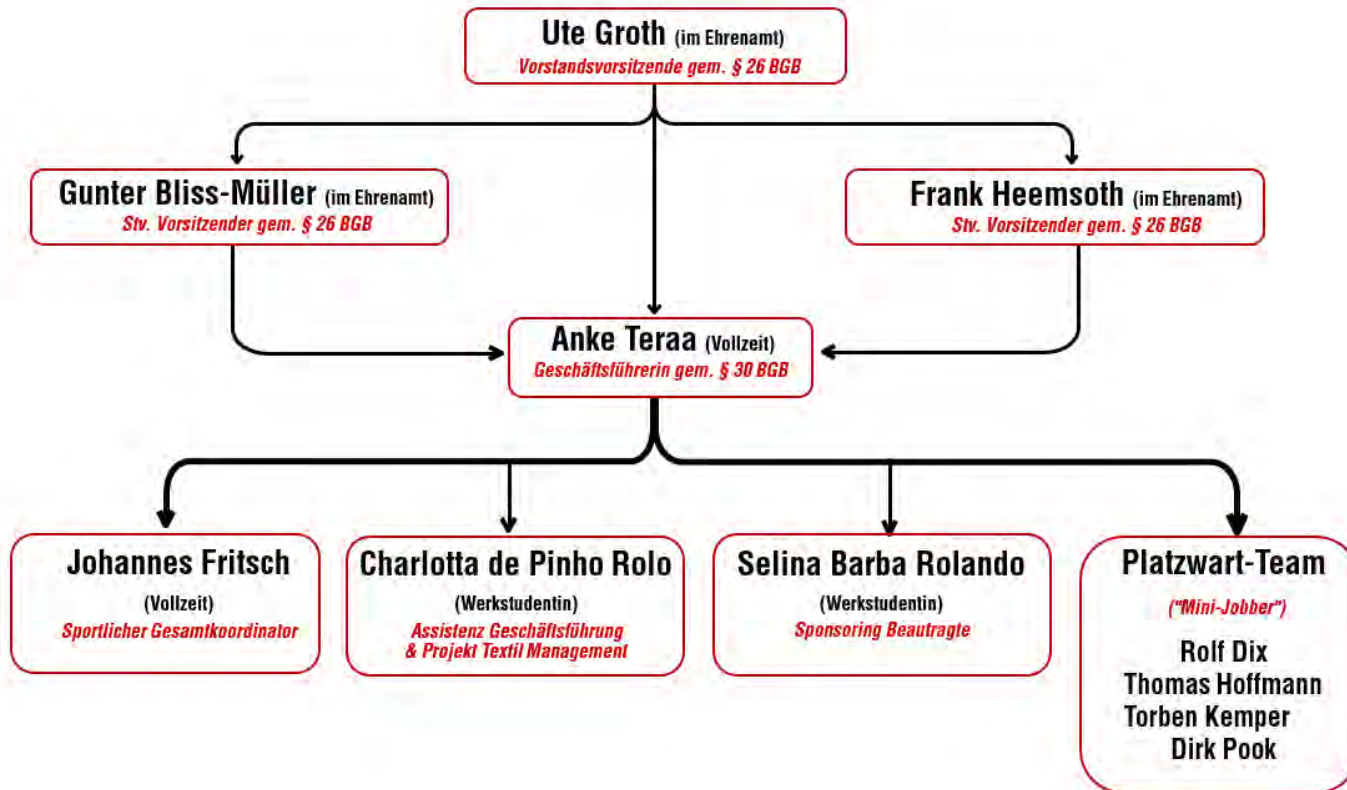 Ute Groth (im Ehrenamt)
Vorstandsvorsitzende gem. § 26 BGB
Gunter Bliss-Müller (im Ehrenamt)
Stv. Vorsitzender gem. § 26 BGB
Frank Heemsoth (im Ehrenamt)
Stv. Vorsitzender gem. § 26 BGB
Anke Teraa (Vollzeit)
Geschäftsführerin gem. § 30 BGB
Johannes Fritsch
(Vollzeit)
Sportlicher Gesamtkoordinator
Charlotta de Pinho Rolo
(Werkstudentin)
Assistenz Geschäftsführung
& Projekt Textil Management
Selina Barba Rolando
(Werkstudentin)
Sponsoring Beautragte
Platzwart-Team
("Mini-Jobber")
Rolf Dix
Thomas Hoffmann
Torben Kemper
Dirk Pook